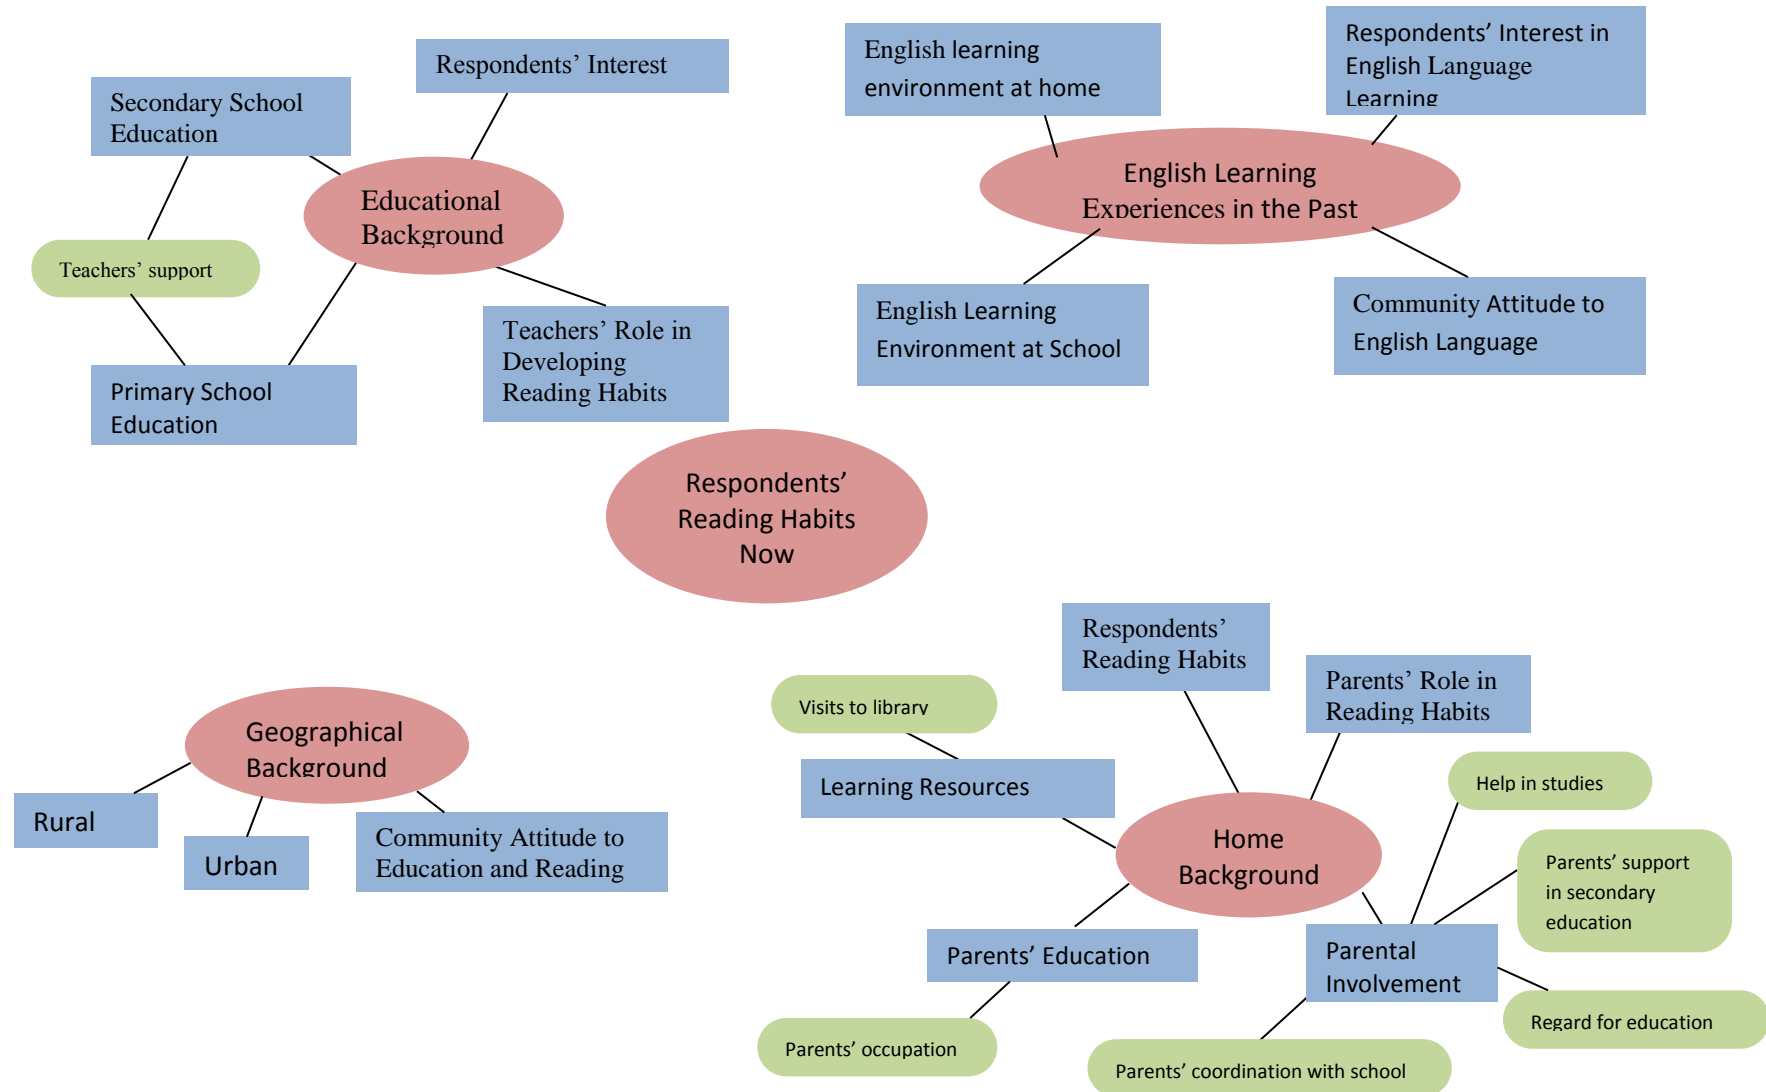 Respondents’ Interest
Secondary School
Education
Educational
Background
Teachers’ support
Teachers’ Role in
Developing
Reading Habits
Primary School
Education
English learning
environment at home
Respondents’ Interest in
English Language
Learning
English Learning
Experiences in the Past
English Learning
Environment at School
Community Attitude to
English Language
Respondents’
Reading Habits
Now
Geographical
Background
Rural
Urban
Community Attitude to
Education and Reading
Respondents’
Reading Habits
Parents’ Role in
Reading Habits
Visits to library
Learning Resources
Help in studies
Home
Background
Parents’ support
in secondary
education
Parents’ Education
Parental
Involvement
Regard for education
Parents’ occupation
Parents’ coordination with school